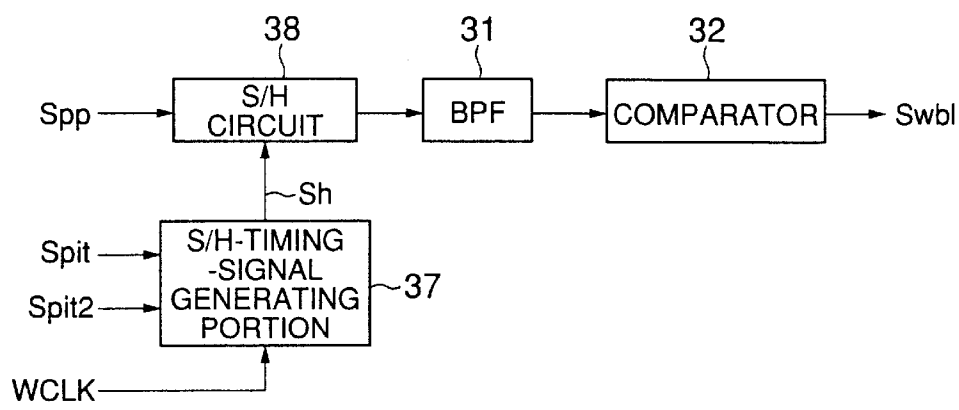 38
31
32
Spp
S/H
CIRCUIT
BPF
COMPARATOR
Swbl
Sh
Spit
Spit2
S/H-TIMING
-SIGNAL
GENERATING
PORTION
37
WCLK